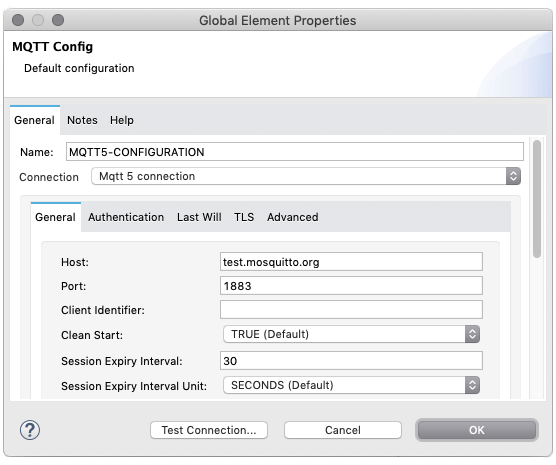 Global Element Properties
MQTT Config
Default configuration
General Notes Help
Name: MQTT5-CONFIGURATION
Connection Mqtt 5 connection
General Authentication Last Will TLS Advanced
Host: test.mosquitto.org
Port: 1883
Client Identifier:
Clean Start: TRUE (Default)
Session Expiry Interval: 30
Session Expiry Interval Unit: SECONDS (Default)
? Test Connection... Cancel OK